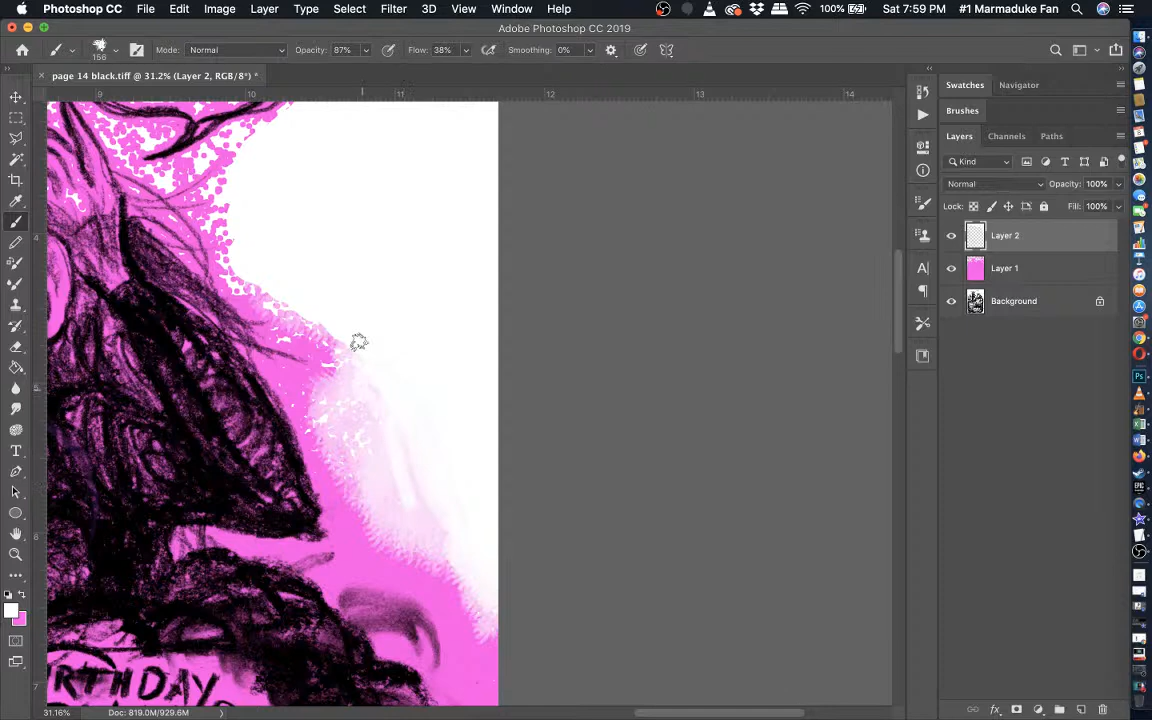 Photoshop CC File Edit Image Layer Type Select Filter 3D View Window Help 100% Sat 7:59 PM #1 Marmaduke Fan
Adobe Photoshop CC 2019
156 Mode: Normal Opacity: 87% Flow: 38% Smoothing: 0%
page 14 black.tiff @ 31.2% (Layer 2, RGB/8*) *
9 10 11 12 13 14
Swatches Navigator
Brushes
Layers Channels Paths
Kind
Normal Opacity: 100%
Lock: Fill: 100%
Layer 2
Layer 1
Background
RTHDAY
31.16% Doc: 819.0M/929.6M